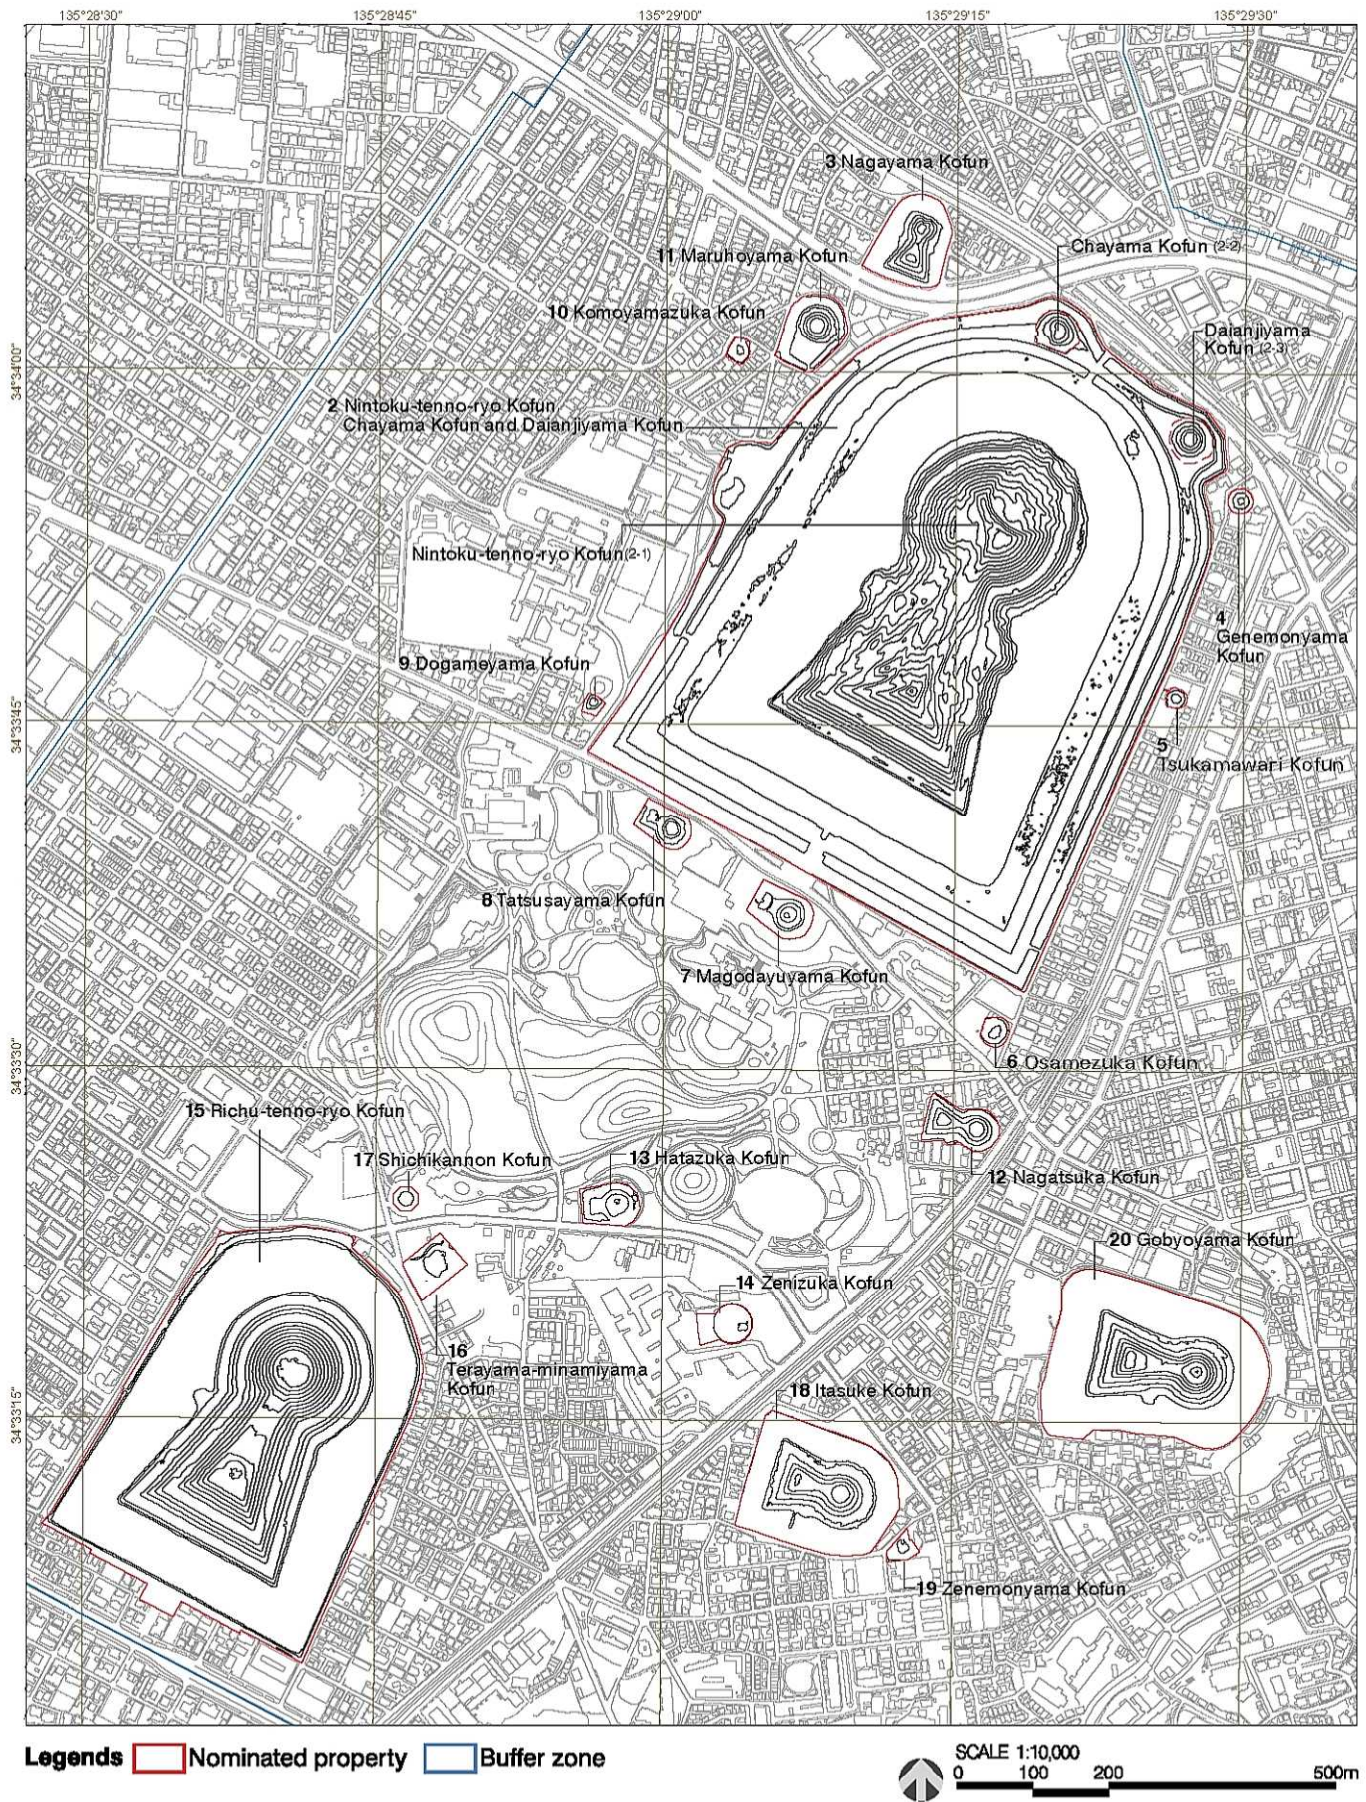 135°28'30"
135°28'45"
135°29'00"
135°29'15"
135°29'30"
3 Nagayama Kofun
11 Maruhoyama Kofun
Chayama Kofun (2-2)
10 Komoyamazuka Kofun
Daianjiyama
Kofun (2-3)
34°34'00"
2 Nintoku-tenno-ryo Kofun,
Chayama Kofun and Daianjiyama Kofun
Nintoku-tenno-ryo Kofun(2-1)
4
Genemonyama
Kofun
9 Dogameyama Kofun
34°33'45"
5
Tsukamawari Kofun
8 Tatsusayama Kofun
7 Magodayuyama Kofun
34°33'30"
6 Osamezuka Kofun
15 Richu-tenno-ryo Kofun
17 Shichikannon Kofun
13 Hatazuka Kofun
12 Nagatsuka Kofun
20 Gobyoyama Kofun
14 Zenizuka Kofun
16
Terayama-minamiyama
Kofun
18 Itasuke Kofun
34°33'15"
19 Zenemonyama Kofun
Legends Nominated property Buffer zone
SCALE 1:10,000
0 100 200 500m